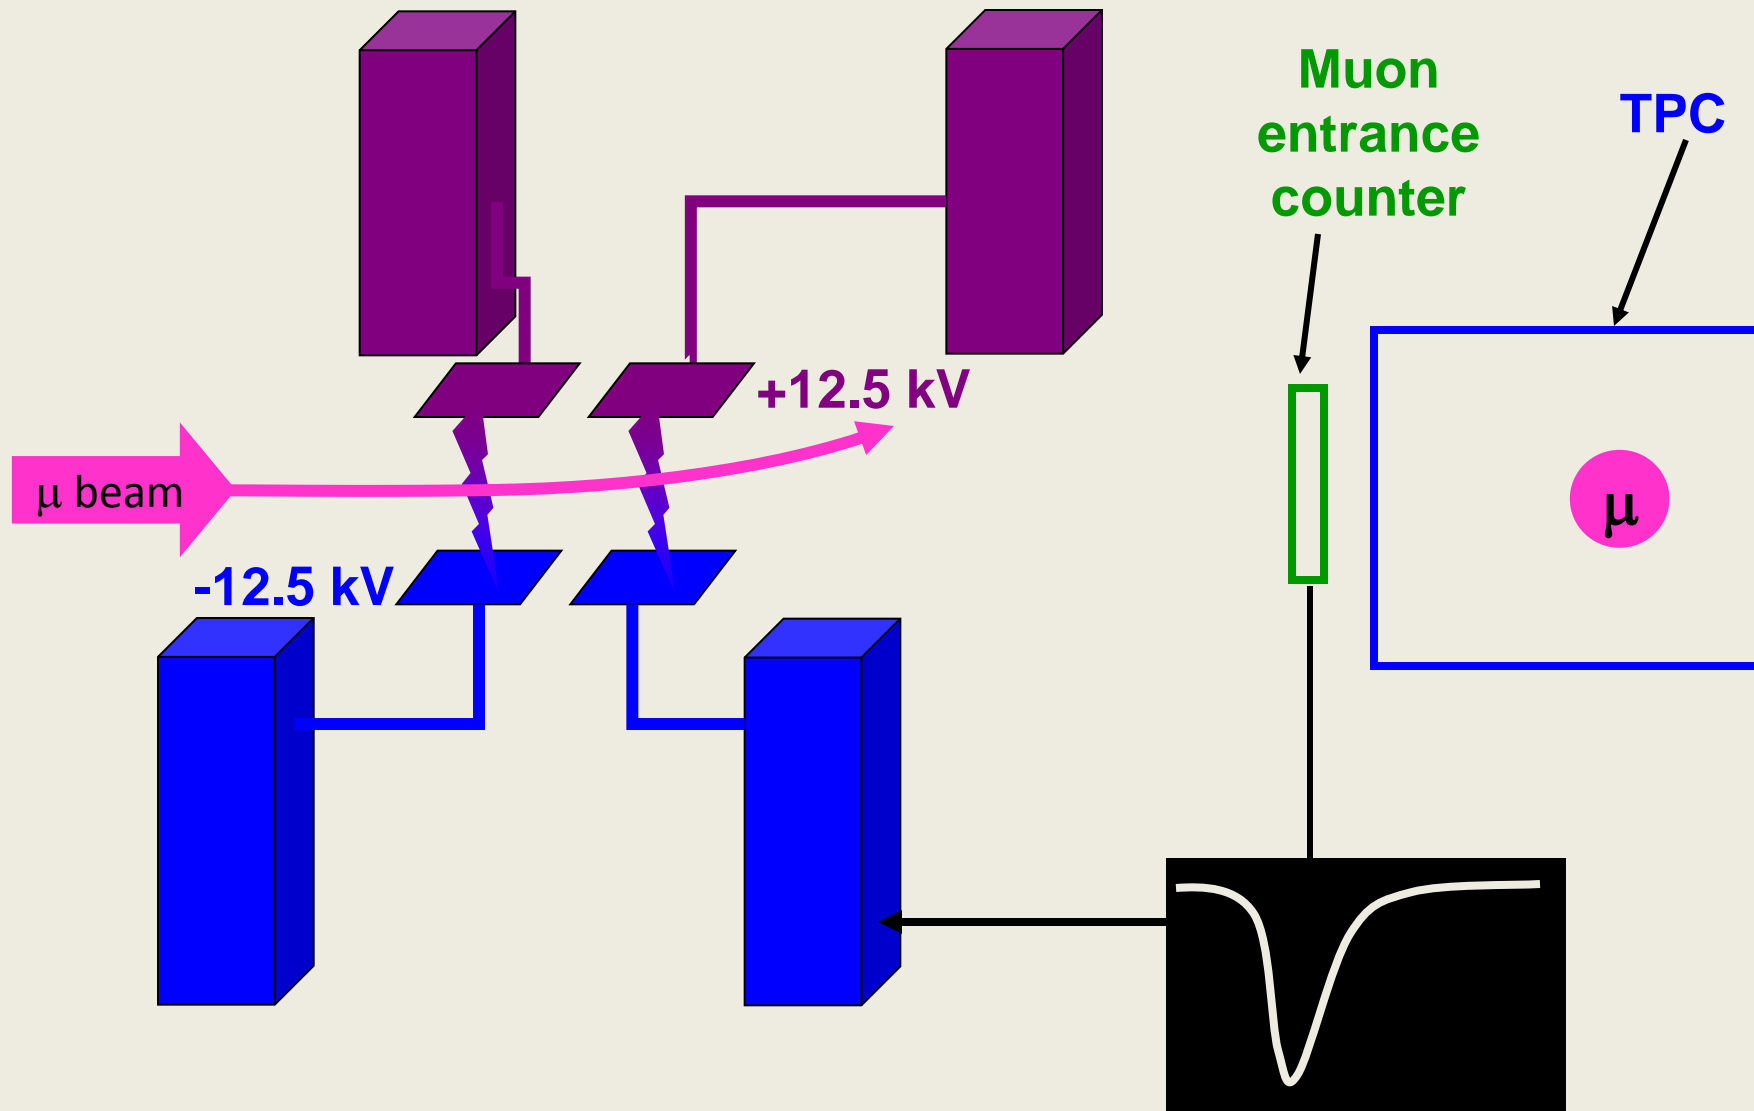 Muon
entrance
counter
TPC
+12.5 kV
μ beam
μ
-12.5 kV